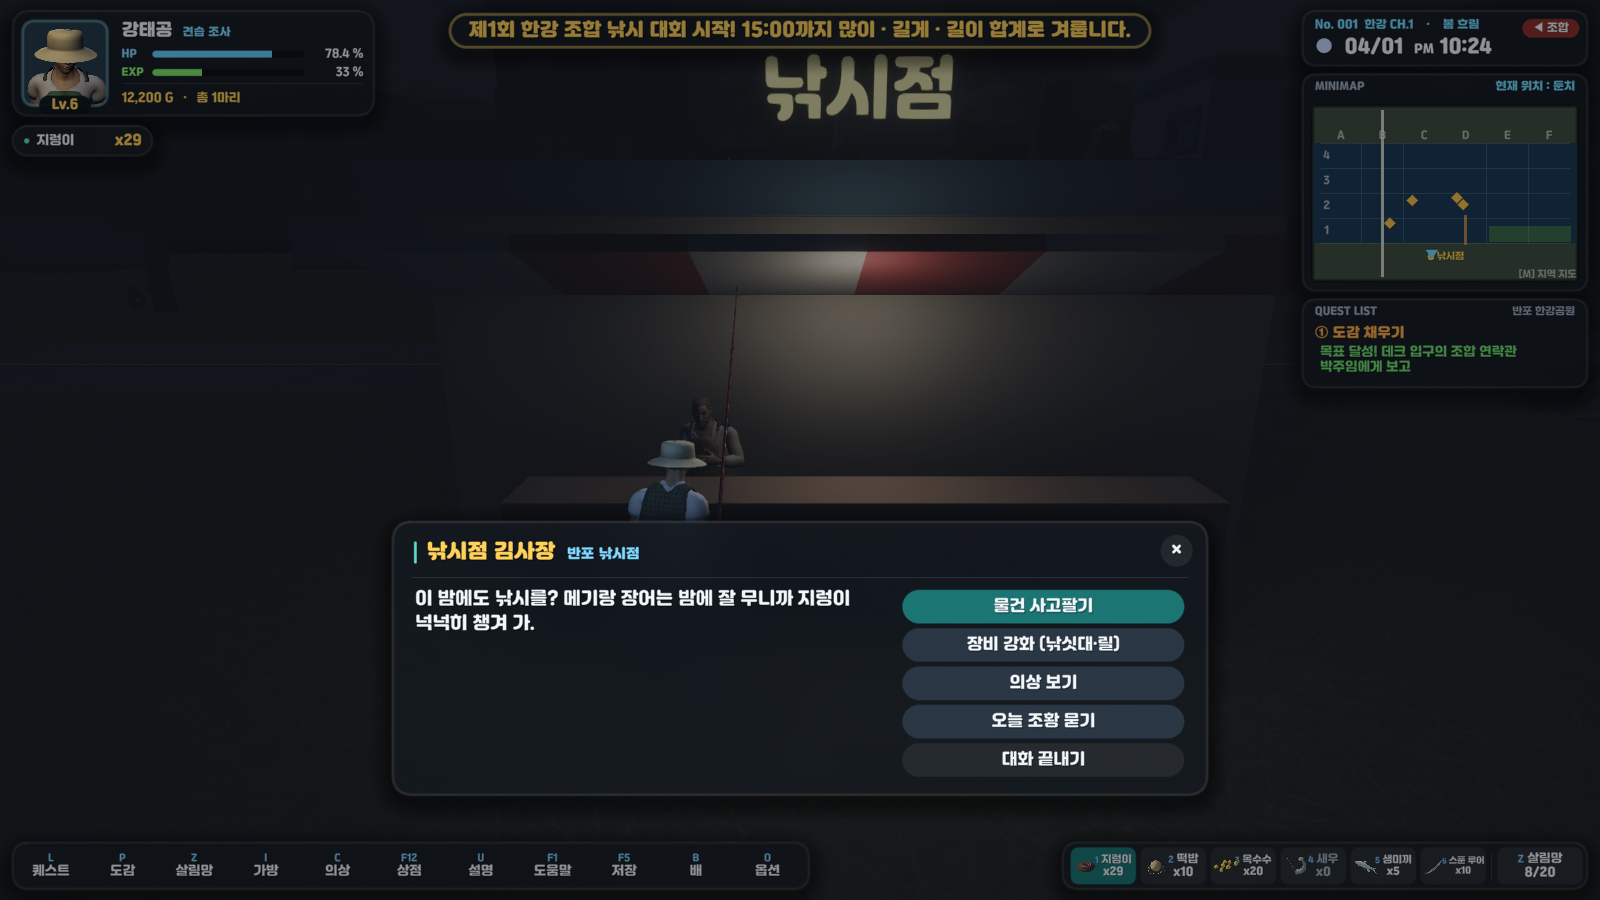 강태공 견습 조사
HP 78.4 %
EXP 33 %
Lv.6
12,200 G · 총 1마리
지렁이 x29
제1회 한강 조합 낚시 대회 시작! 15:00까지 많이 · 길게 · 길이 합계로 겨룹니다.
낚시점
No. 001 한강 CH.1 · 봄 흐림
◀ 조합
04/01 PM 10:24
MINIMAP 현재 위치 : 둔치
A B C D E F
4
3
2
1
낚시점
[M] 지역 지도
QUEST LIST 반포 한강공원
① 도감 채우기
목표 달성! 데크 입구의 조합 연락관
박주임에게 보고
낚시점 김사장 반포 낚시점
×
이 밤에도 낚시를? 메기랑 장어는 밤에 잘 무니까 지렁이
넉넉히 챙겨 가.
물건 사고팔기
장비 강화 (낚싯대·릴)
의상 보기
오늘 조황 묻기
대화 끝내기
L 퀘스트
P 도감
Z 살림망
I 가방
C 의상
F12 상점
U 설명
F1 도움말
F5 저장
B 배
O 옵션
1 지렁이 x29
2 떡밥 x10
3 옥수수 x20
4 새우 x0
5 생미끼 x5
6 스푼 루어 x10
Z 살림망 8/20